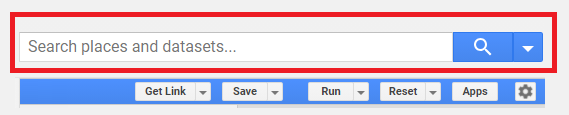 Search places and datasets...
Get Link Save Run Reset Apps